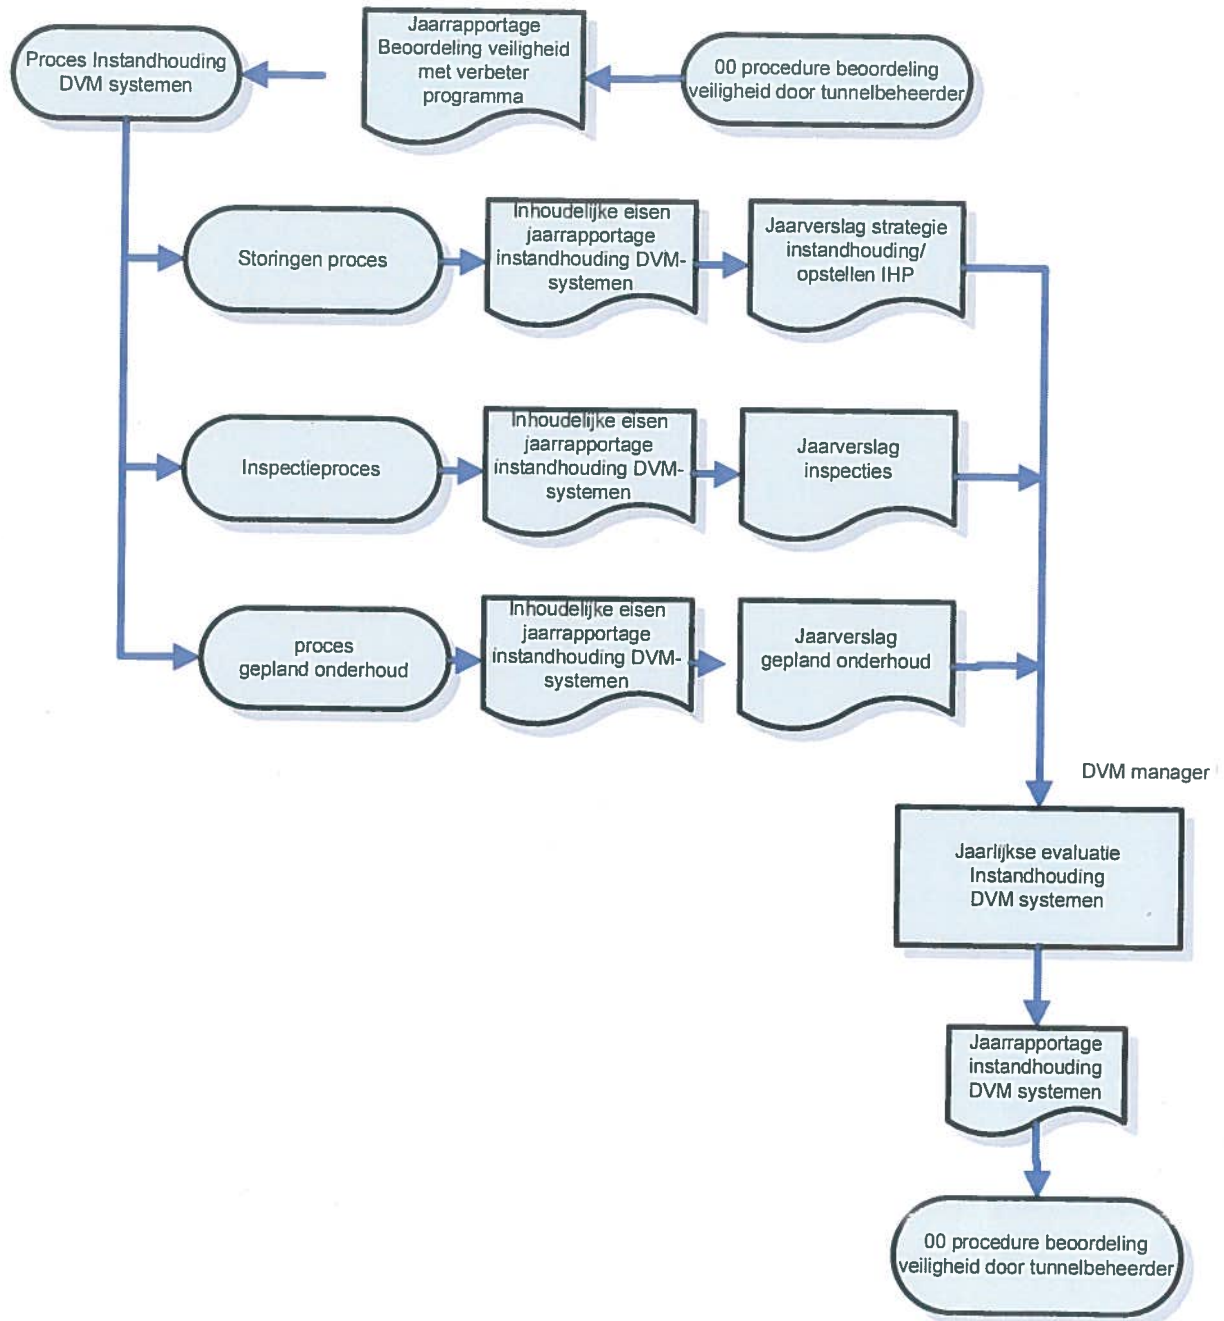 Proces Instandhouding
DVM systemen
Jaarrapportage
Beoordeling veiligheid
met verbeter
programma
00 procedure beoordeling
veiligheid door tunnelbeheerder
Storingen proces
Inhoudelijke eisen
jaarrapportage
instandhouding DVM-
systemen
Jaarverslag strategie
instandhouding/
opstellen IHP
Inspectieproces
Inhoudelijke eisen
jaarrapportage
instandhouding DVM-
systemen
Jaarverslag
inspecties
proces
gepland onderhoud
Inhoudelijke eisen
jaarrapportage
instandhouding DVM-
systemen
Jaarverslag
gepland onderhoud
DVM manager
Jaarlijkse evaluatie
Instandhouding
DVM systemen
Jaarrapportage
instandhouding
DVM systemen
00 procedure beoordeling
veiligheid door tunnelbeheerder